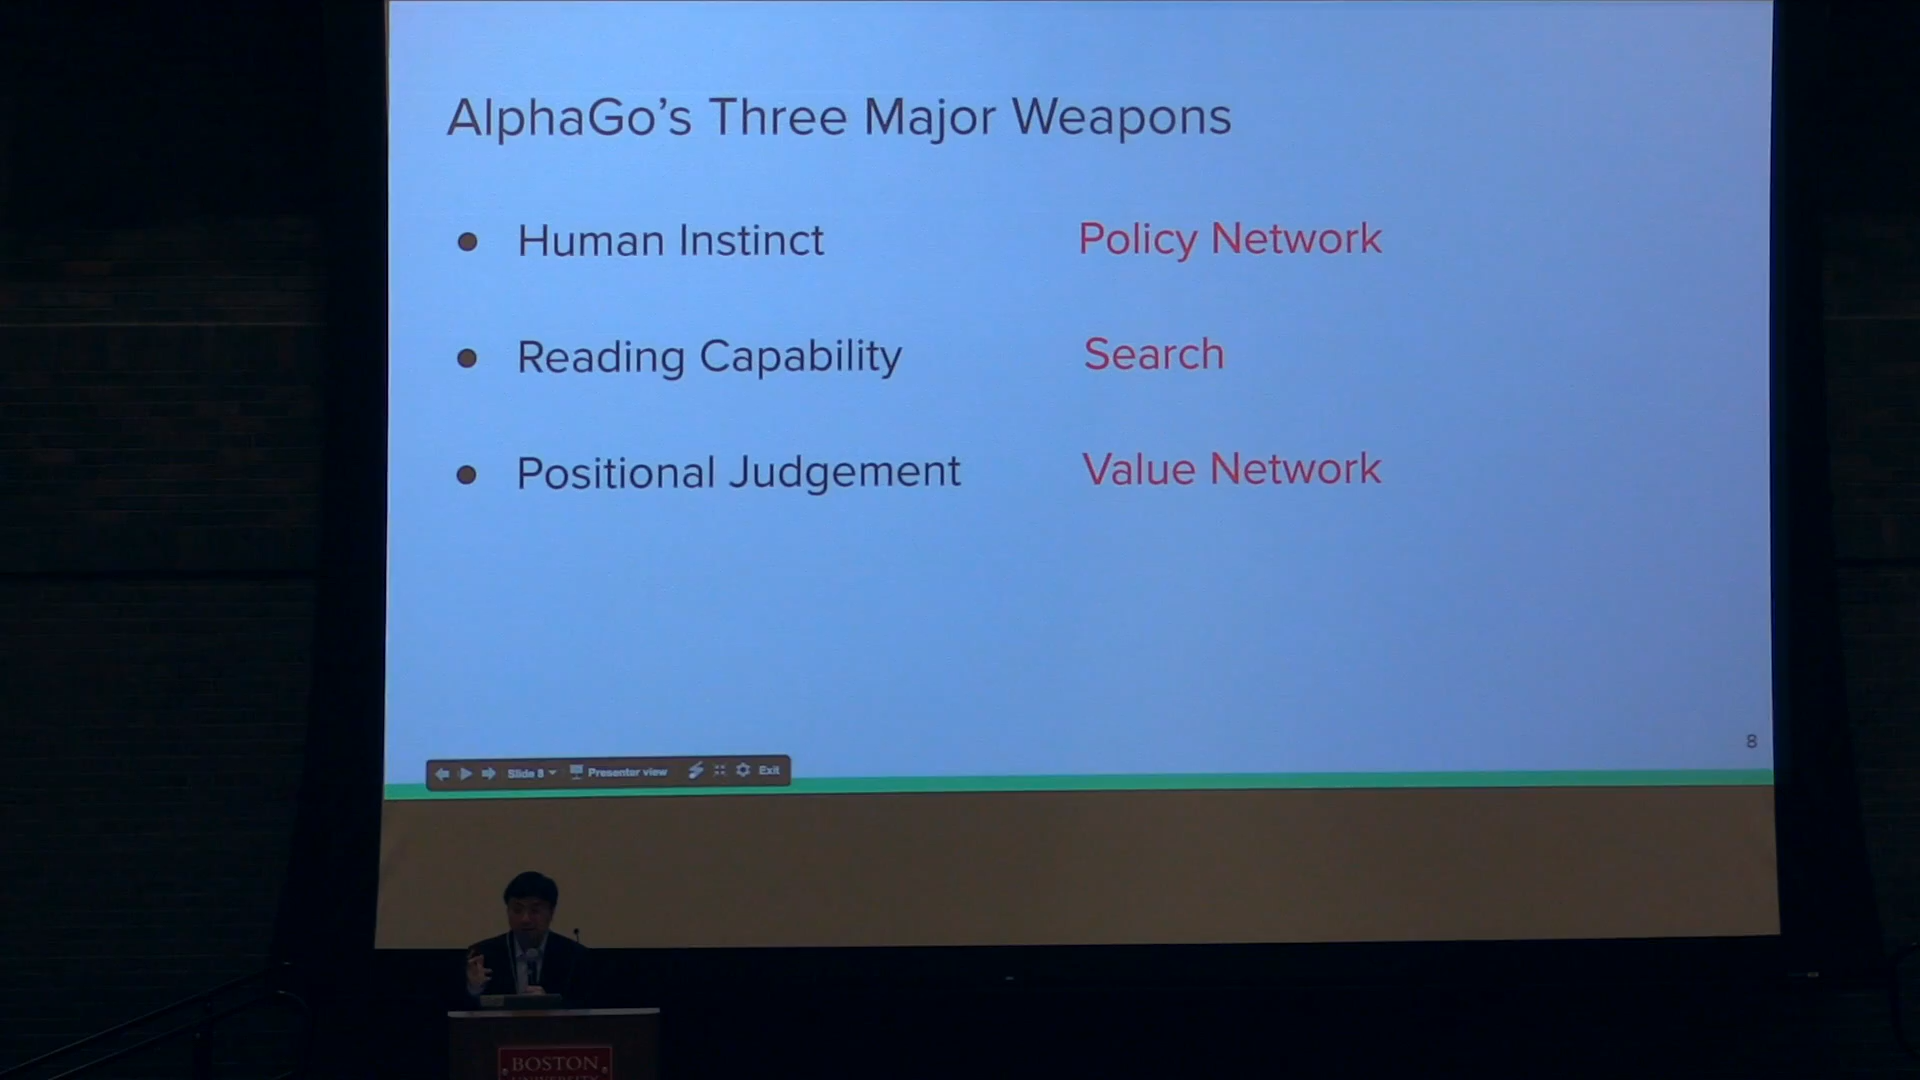 AlphaGo's Three Major Weapons
● Human Instinct Policy Network
● Reading Capability Search
● Positional Judgement Value Network
8
Slide 8 Presenter view Exit
BOSTON
UNIVERSITY